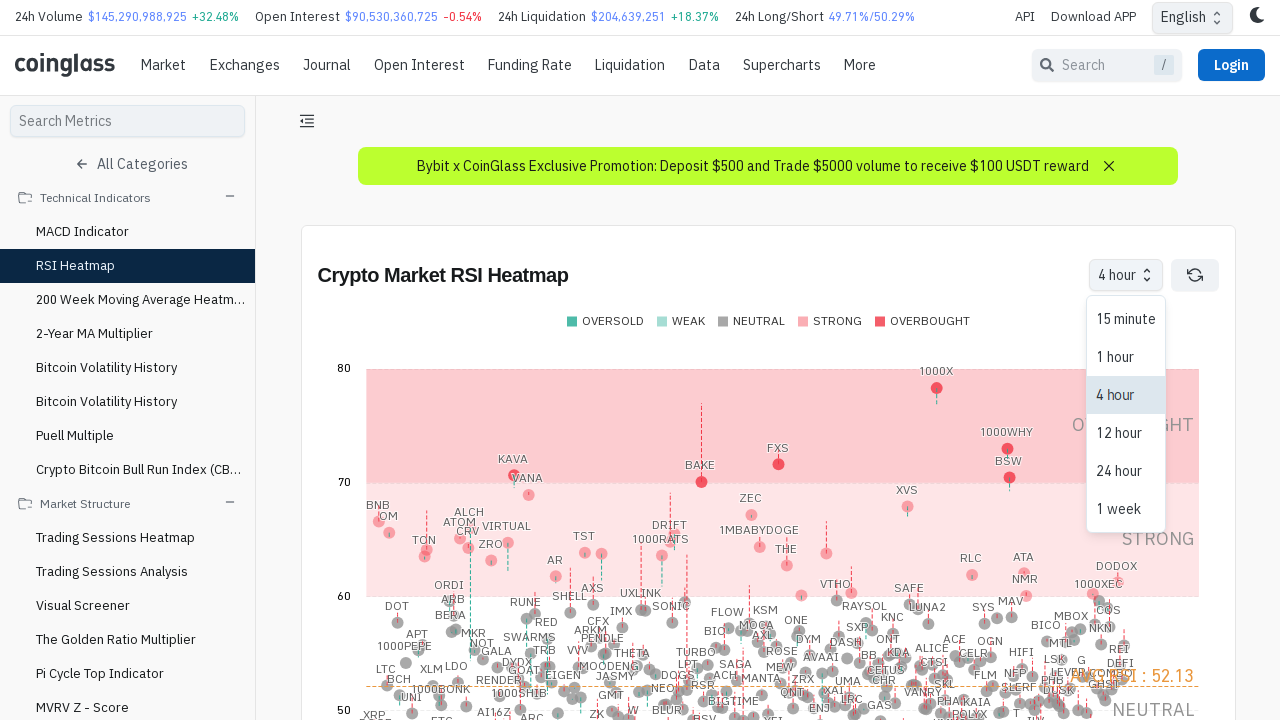 24h Volume $145,290,988,925 +32.48% Open Interest $90,530,360,725 -0.54% 24h Liquidation $204,639,251 +18.37% 24h Long/Short 49.71%/50.29% API Download APP English
coinglass Market Exchanges Journal Open Interest Funding Rate Liquidation Data Supercharts More Search / Login
Search Metrics
All Categories
Technical Indicators
MACD Indicator
RSI Heatmap
200 Week Moving Average Heatm...
2-Year MA Multiplier
Bitcoin Volatility History
Bitcoin Volatility History
Puell Multiple
Crypto Bitcoin Bull Run Index (CB...
Market Structure
Trading Sessions Heatmap
Trading Sessions Analysis
Visual Screener
The Golden Ratio Multiplier
Pi Cycle Top Indicator
MVRV Z - Score
Bybit x CoinGlass Exclusive Promotion: Deposit $500 and Trade $5000 volume to receive $100 USDT reward
Crypto Market RSI Heatmap
4 hour
15 minute
1 hour
4 hour
12 hour
24 hour
1 week
OVERSOLD WEAK NEUTRAL STRONG OVERBOUGHT
80
1000X
1000WHY
FXS
BSW
KAVA
BAKE
VANA
70
XVS
ZEC
BNB
OM
ALCH
ATOM
CRV
VIRTUAL
DRIFT
1MBABYDOGE
STRONG
TON
ZRO
TST
1000RATS
THE
AR
RLC
ATA
DODOX
NMR
1000XEC
ORDI
AXS
UXLINK
VTHO
SAFE
60
ARB
SHELL
DOT
RUNE
SONIC
RAYSOL
LUNA2
SYS
MAV
BERA
RED
CFX
IMX
FLOW
KSM
ONE
KNC
MBOX
NKN
APT
MKR
SWARMS
ARKM
PENDLE
BIO
MOCA
AXL
DYM
SXP
DASH
ONT
ACE
OGN
BICO
MTL
REI
1000PEPE
NOT
GALA
TRB
VVV
THETA
TURBO
ROSE
AVAAI
BB
KDA
ALICE
CELR
HIFI
LSK
G
DEFI
LTC
XLM
LDO
DYDX
GOAT
EIGEN
MOODENG
LPT
SAGA
MEW
CETUS
CTSI
FLM
NFP
LEVER
BCH
RENDER
JASMY
DOGS
ACH
MANTA
ZRX
UMA
CHR
SKL
SLERF
PHB
GHST
UNI
1000BONK
1000SHIB
GMT
NEO
RSR
BIGTIME
QNT
XAI
LRC
VANRY
DUSK
50
XRP
ETC
AI16Z
ARC
ZK
W
BLUR
BSV
ENJ
GAS
PHA
KAIA
POLYX
T
NEUTRAL